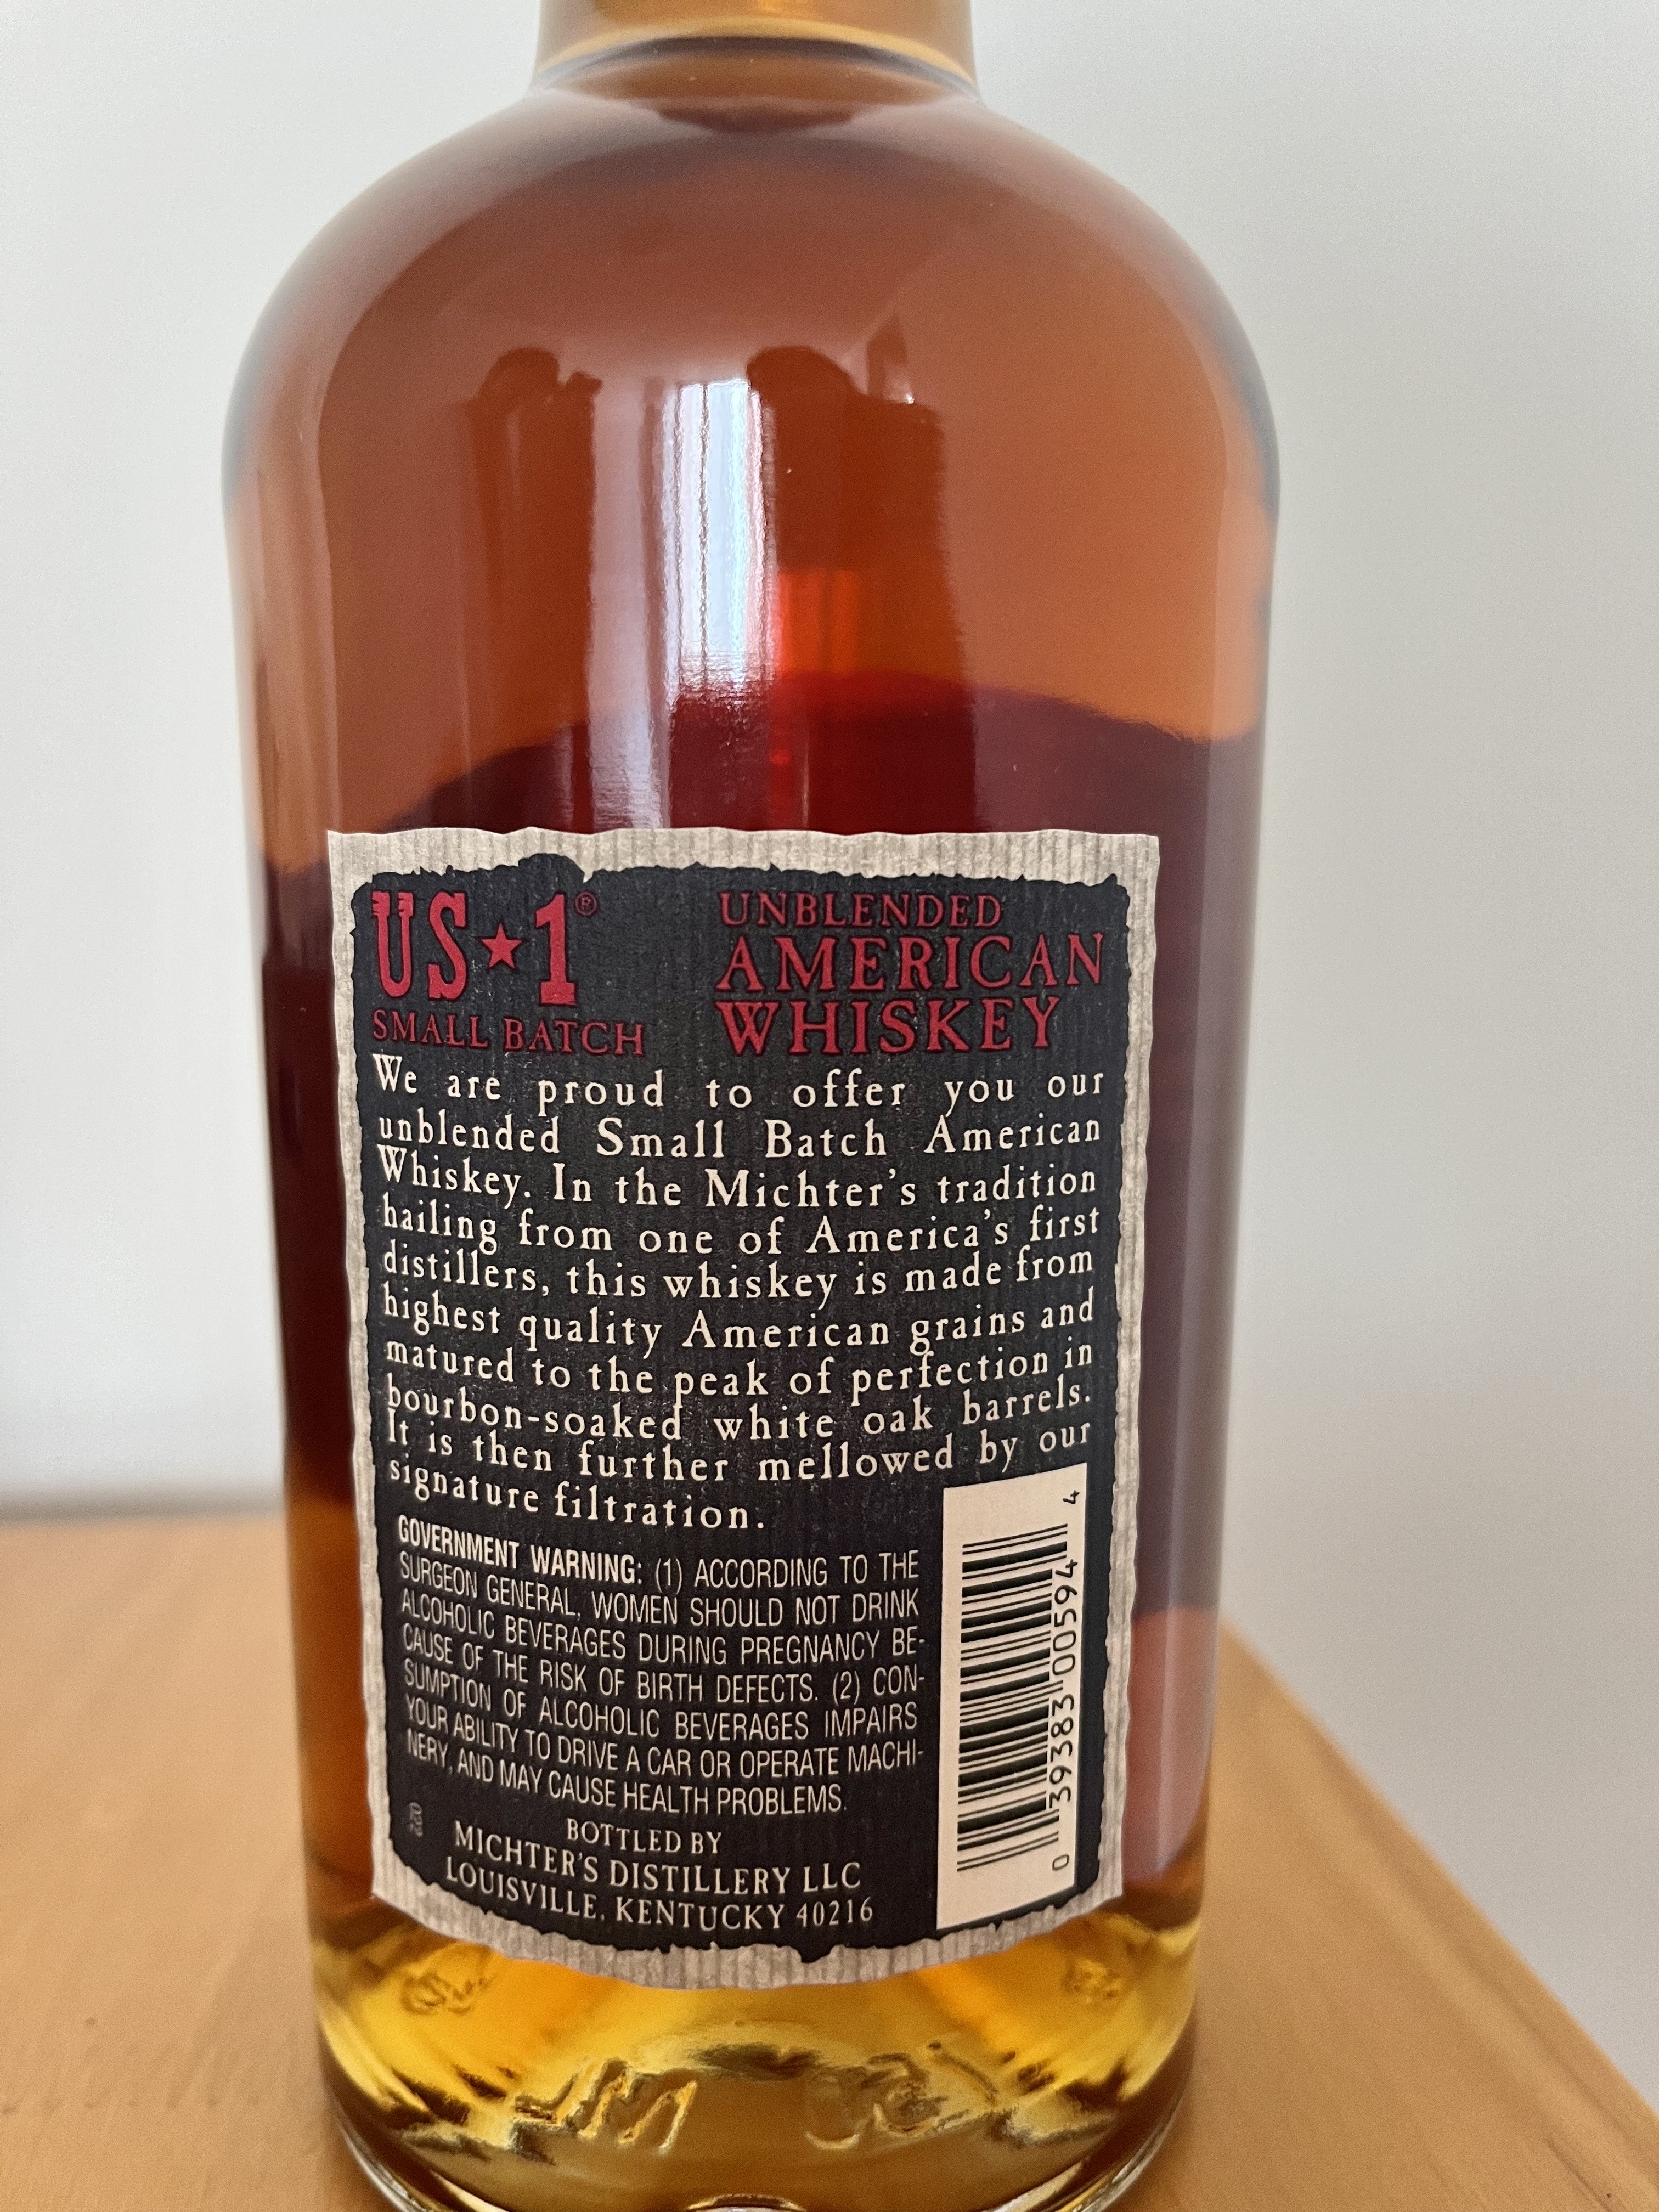 US★1®
SMALL BATCH
UNBLENDED
AMERICAN
WHISKEY
We are proud to offer you our
unblended Small Batch American
Whiskey. In the Michter's tradition
hailing from one of America's first
distillers, this whiskey is made from
highest quality American grains and
matured to the peak of perfection in
bourbon-soaked white oak barrels.
It is then further mellowed by our
signature filtration.
GOVERNMENT WARNING: (1) ACCORDING TO THE
SURGEON GENERAL, WOMEN SHOULD NOT DRINK
ALCOHOLIC BEVERAGES DURING PREGNANCY BE-
CAUSE OF THE RISK OF BIRTH DEFECTS. (2) CON-
SUMPTION OF ALCOHOLIC BEVERAGES IMPAIRS
YOUR ABILITY TO DRIVE A CAR OR OPERATE MACHI-
NERY, AND MAY CAUSE HEALTH PROBLEMS.
BOTTLED BY
MICHTER'S DISTILLERY LLC
LOUISVILLE, KENTUCKY 40216
0 39383 00594 4